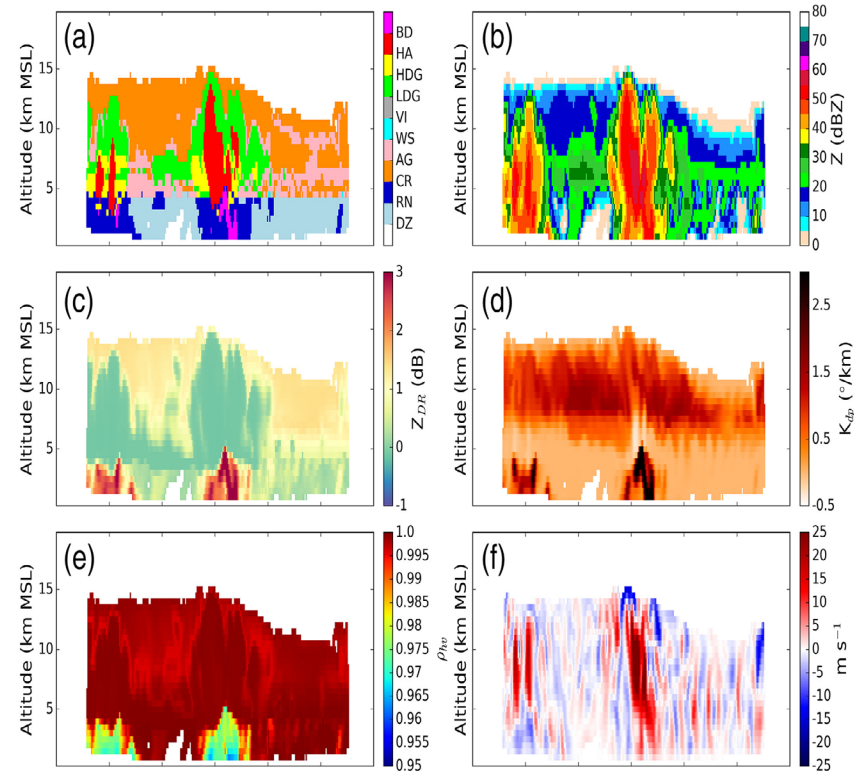 (a)
Altitude (km MSL)
15
10
5
BD
HA
HDG
LDG
VI
WS
AG
CR
RN
DZ
(b)
Altitude (km MSL)
15
10
5
80
70
60
50
40
30
20
10
0
Z (dBZ)
(c)
Altitude (km MSL)
15
10
5
3
2
1
0
-1
Z_DR (dB)
(d)
Altitude (km MSL)
15
10
5
2.5
1.5
0.5
-0.5
K_dp (°/km)
(e)
Altitude (km MSL)
15
10
5
1.0
0.995
0.99
0.985
0.98
0.975
0.97
0.965
0.96
0.955
0.95
ρ_hv
(f)
Altitude (km MSL)
15
10
5
25
20
15
10
5
0
-5
-10
-15
-20
-25
m s⁻¹